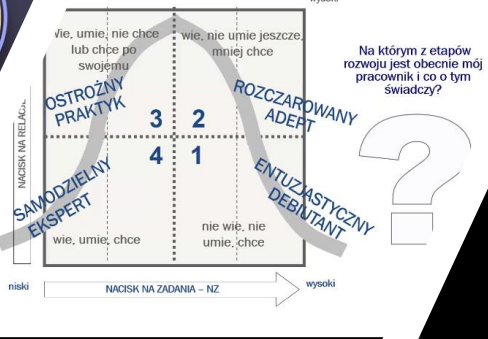 wie, umie, nie chce
lub chce po
swojemu
wie, nie umie jeszcze,
mniej chce
Na którym z etapów
rozwoju jest obecnie mój
pracownik i co o tym
świadczy?
OSTROŻNY
PRAKTYK
ROZCZAROWANY
ADEPT
3 2
4 1
NACISK NA RELACJE
SAMODZIELNY
EKSPERT
ENTUZJASTYCZNY
DEBIUTANT
wie, umie, chce
nie wie, nie
umie, chce
niski
NACISK NA ZADANIA – NZ
wysoki